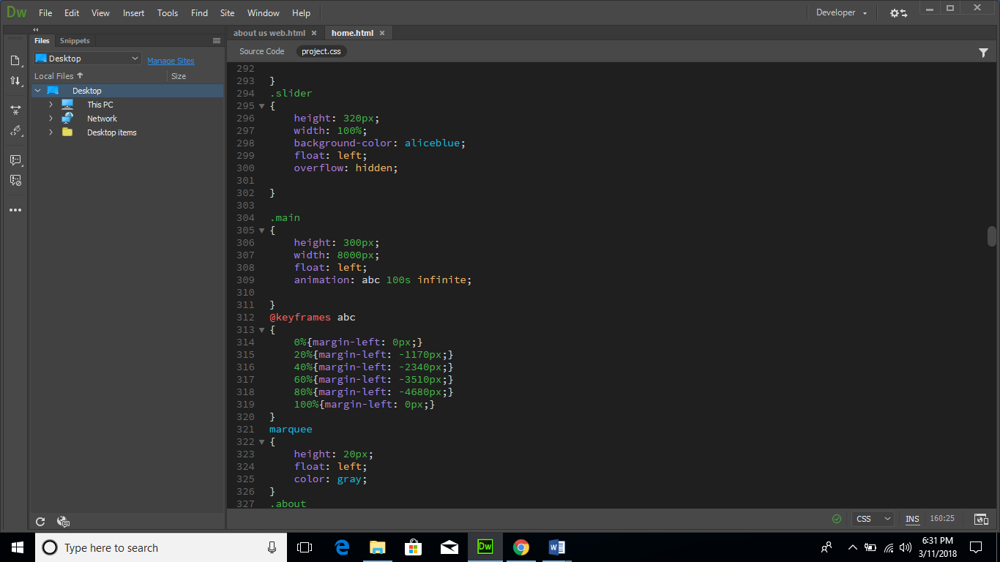 Dw File Edit View Insert Tools Find Site Window Help Developer
Files Snippets
Desktop Manage Sites
Local Files Size
Desktop
This PC
Network
Desktop items
about us web.html home.html
Source Code project.css
292
293 }
294 .slider
295 {
296 height: 320px;
297 width: 100%;
298 background-color: aliceblue;
299 float: left;
300 overflow: hidden;
301
302 }
303
304 .main
305 {
306 height: 300px;
307 width: 8000px;
308 float: left;
309 animation: abc 100s infinite;
310
311 }
312 @keyframes abc
313 {
314 0%{margin-left: 0px;}
315 20%{margin-left: -1170px;}
316 40%{margin-left: -2340px;}
317 60%{margin-left: -3510px;}
318 80%{margin-left: -4680px;}
319 100%{margin-left: 0px;}
320 }
321 marquee
322 {
323 height: 20px;
324 float: left;
325 color: gray;
326 }
327 .about
CSS INS 160:25
Type here to search
Dw
6:31 PM
3/11/2018